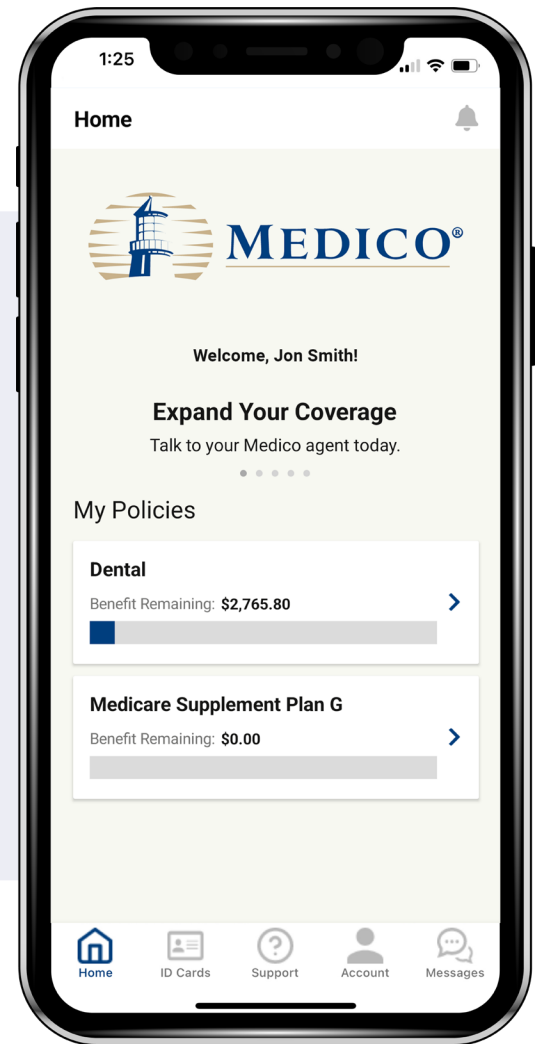 1:25
Home
MEDICO®
Welcome, Jon Smith!
Expand Your Coverage
Talk to your Medico agent today.
My Policies
Dental
Benefit Remaining: $2,765.80
Medicare Supplement Plan G
Benefit Remaining: $0.00
Home ID Cards Support Account Messages